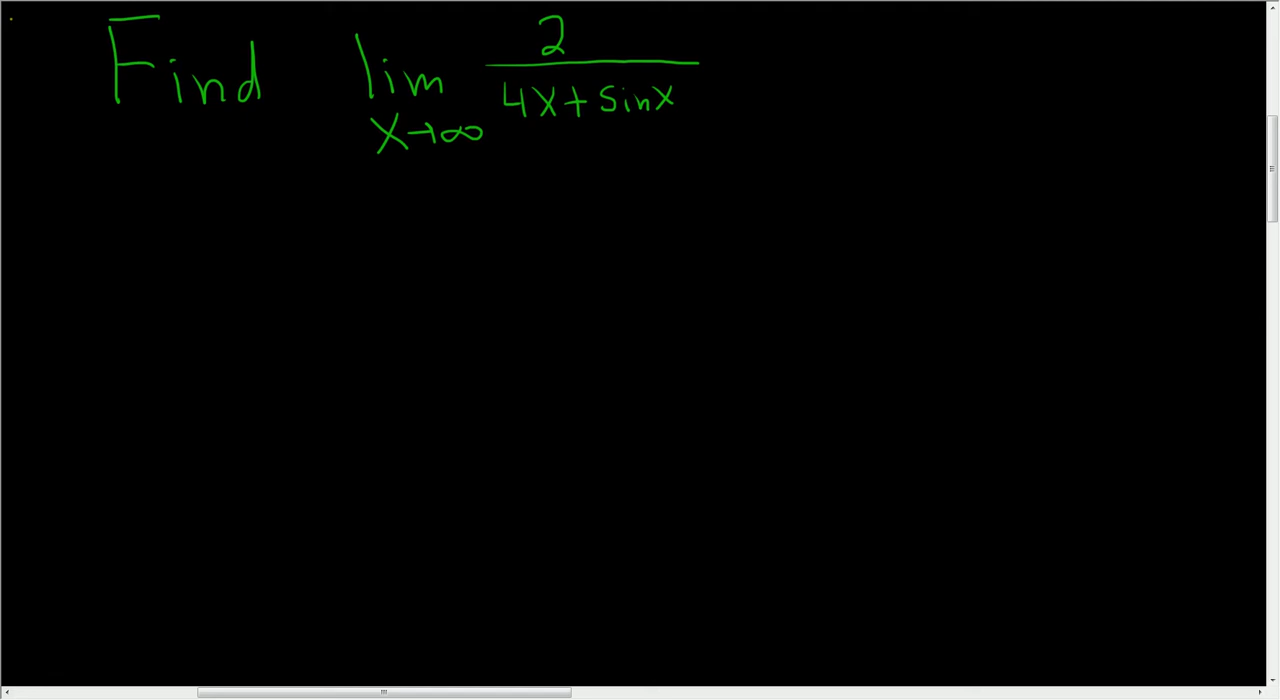 Find lim x→∞ 2/(4x + sinx)